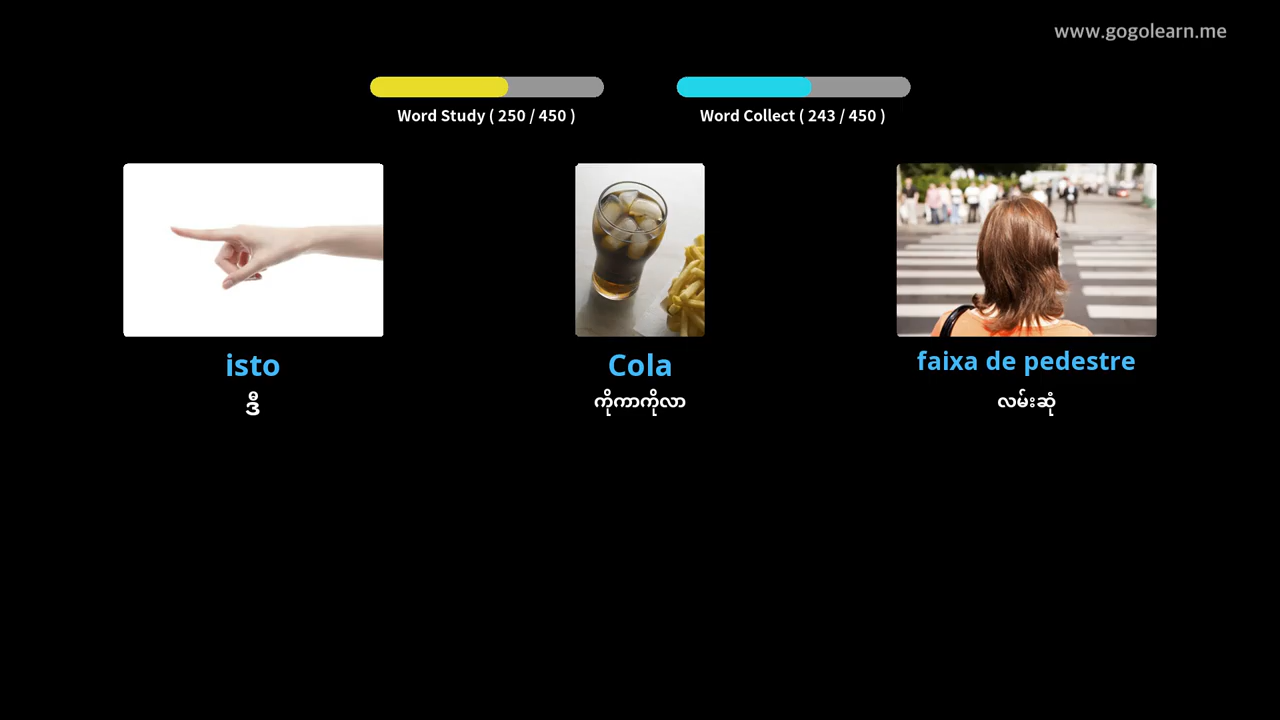 www.gogolearn.me
Word Study ( 250 / 450 )
Word Collect ( 243 / 450 )
isto
ဒီ
Cola
ကိုကာကိုလာ
faixa de pedestre
လမ်းဆုံ